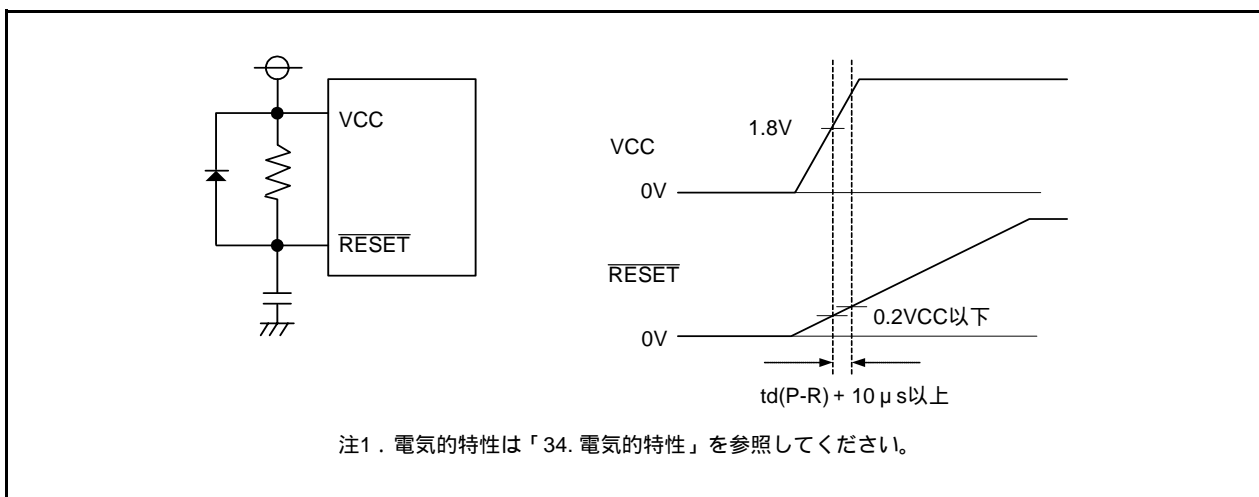 VCC
RESET
VCC
1.8V
0V
RESET
0V
0.2VCC以下
td(P-R) + 10 μ s以上
注1 . 電気的特性は「34. 電気的特性」を参照してください。